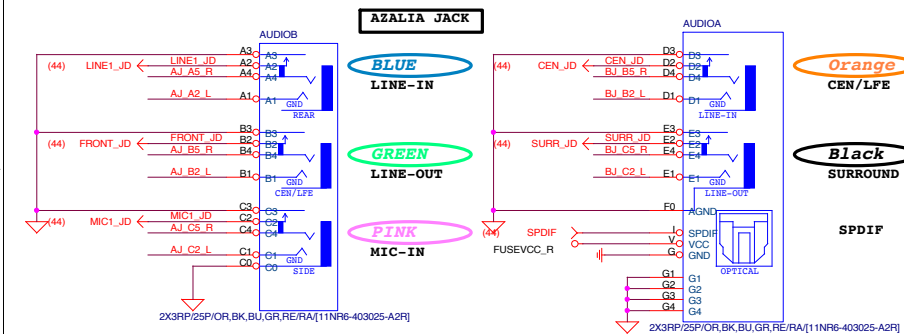 AZALIA JACK
AUDIOB
A3 A3
(44) LINE1_JD LINE1_JD A2 A2
AJ_A5_R A4 A4
AJ_A2_L A1 A1
GND
REAR
BLUE
LINE-IN
B3 B3
(44) FRONT_JD FRONT_JD B2 B2
AJ_B5_R B4 B4
AJ_B2_L B1 B1
GND
CEN/LFE
GREEN
LINE-OUT
C3 C3
(44) MIC1_JD MIC1_JD C2 C2
AJ_C5_R C4 C4
AJ_C2_L C1 C1
GND
C0 C0
SIDE
PINK
MIC-IN
2X3RP/25P/OR,BK,BU,GR,RE/RA/[11NR6-403025-A2R]
AUDIOA
D3 D3
(44) CEN_JD CEN_JD D2 D2
BJ_B5_R D4 D4
BJ_B2_L D1 D1
GND
LINE-IN
Orange
CEN/LFE
E3 E3
(44) SURR_JD SURR_JD E2 E2
BJ_C5_R E4 E4
BJ_C2_L E1 E1
GND
LINE-OUT
Black
SURROUND
F0 AGND
(44) SPDIF I SPDIF
FUSEVCC_R V VCC
G GND
OPTICAL
SPDIF
G1 G1
G2 G2
G3 G3
G4 G4
2X3RP/25P/OR,BK,BU,GR,RE/RA/[11NR6-403025-A2R]